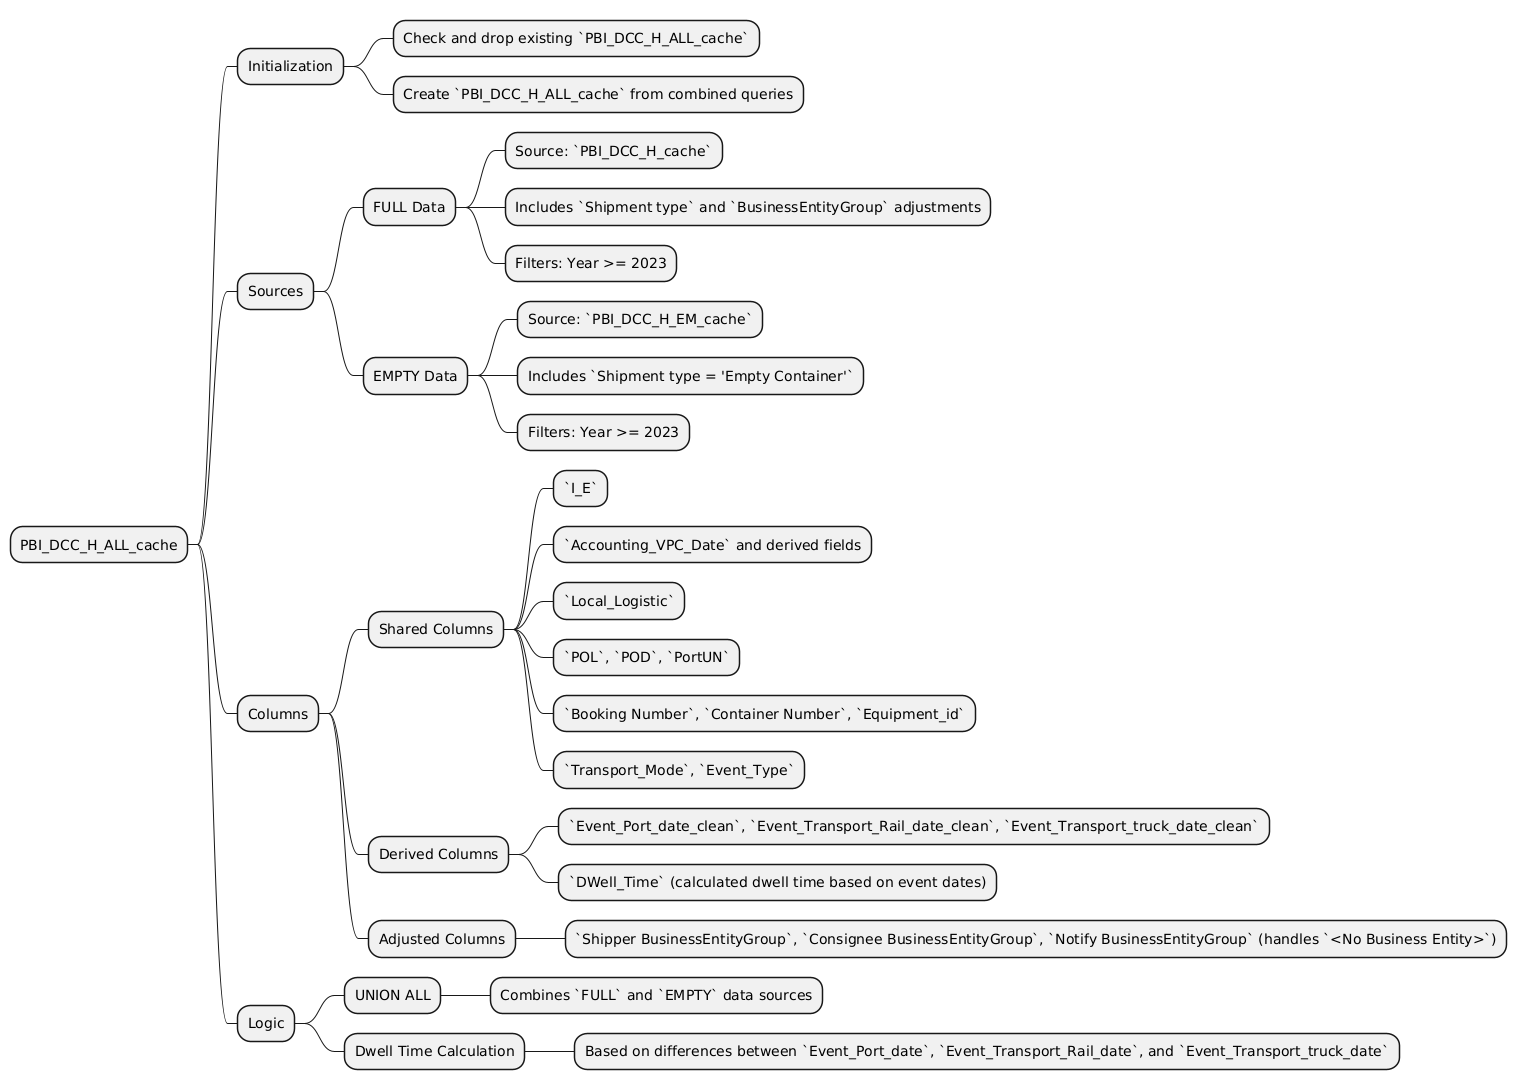 PBI_DCC_H_ALL_cache
Initialization
Check and drop existing `PBI_DCC_H_ALL_cache`
Create `PBI_DCC_H_ALL_cache` from combined queries
Sources
FULL Data
Source: `PBI_DCC_H_cache`
Includes `Shipment type` and `BusinessEntityGroup` adjustments
Filters: Year >= 2023
EMPTY Data
Source: `PBI_DCC_H_EM_cache`
Includes `Shipment type = 'Empty Container'`
Filters: Year >= 2023
Columns
Shared Columns
`I_E`
`Accounting_VPC_Date` and derived fields
`Local_Logistic`
`POL`, `POD`, `PortUN`
`Booking Number`, `Container Number`, `Equipment_id`
`Transport_Mode`, `Event_Type`
Derived Columns
`Event_Port_date_clean`, `Event_Transport_Rail_date_clean`, `Event_Transport_truck_date_clean`
`DWell_Time` (calculated dwell time based on event dates)
Adjusted Columns
`Shipper BusinessEntityGroup`, `Consignee BusinessEntityGroup`, `Notify BusinessEntityGroup` (handles `<No Business Entity>`)
Logic
UNION ALL
Combines `FULL` and `EMPTY` data sources
Dwell Time Calculation
Based on differences between `Event_Port_date`, `Event_Transport_Rail_date`, and `Event_Transport_truck_date`